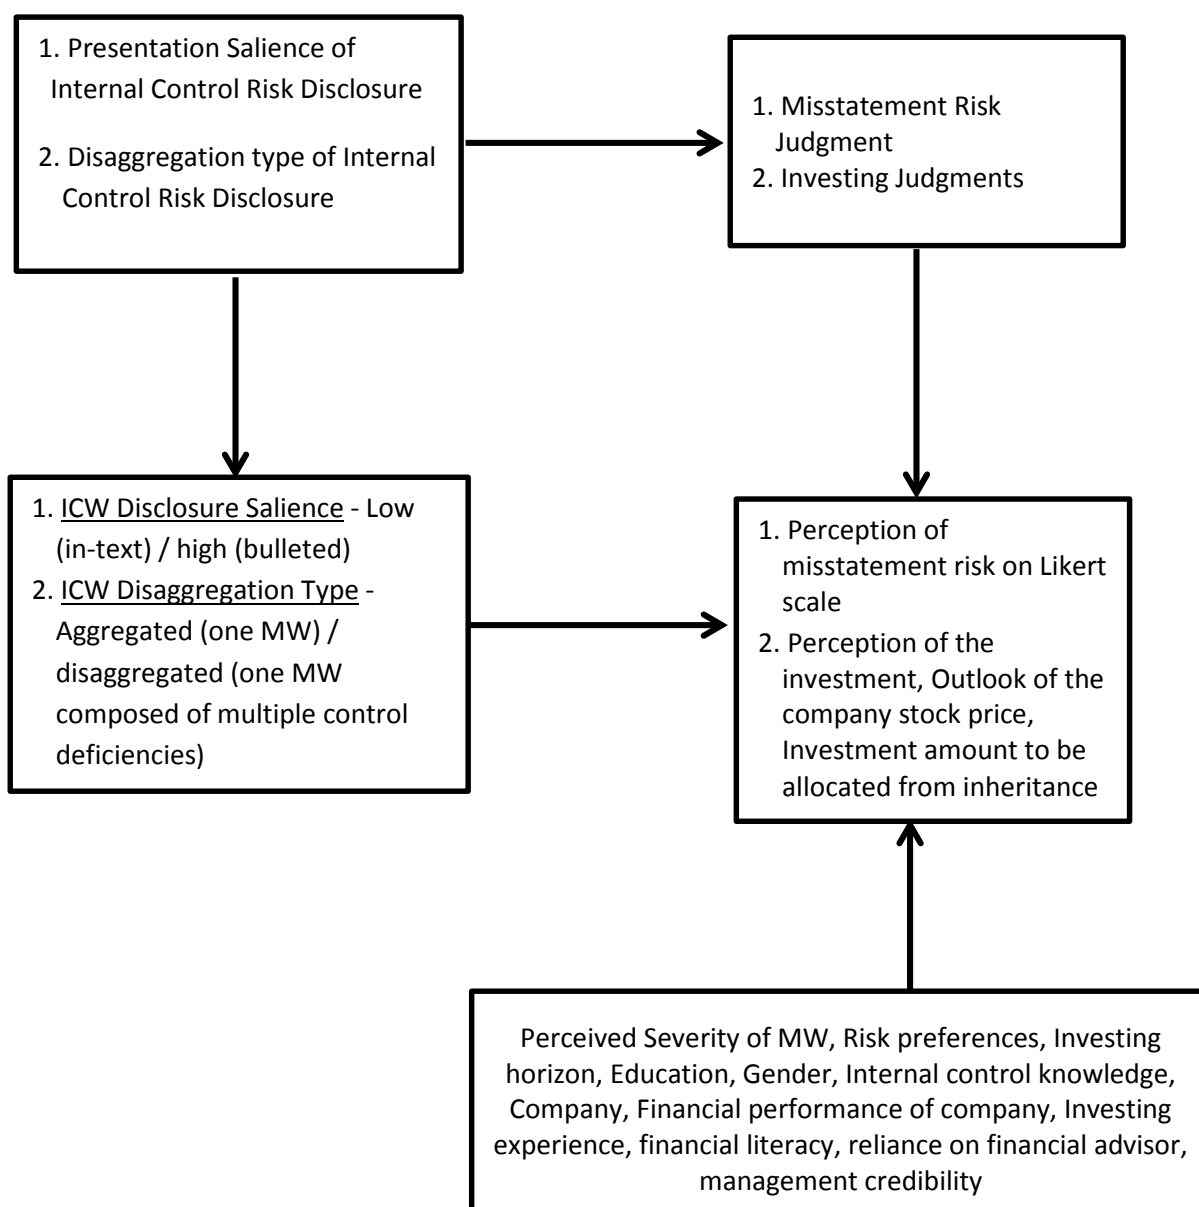 1. Presentation Salience of
Internal Control Risk Disclosure
2. Disaggregation type of Internal
Control Risk Disclosure
1. Misstatement Risk
Judgment
2. Investing Judgments
1. ICW Disclosure Salience - Low
(in-text) / high (bulleted)
2. ICW Disaggregation Type -
Aggregated (one MW) /
disaggregated (one MW
composed of multiple control
deficiencies)
1. Perception of
misstatement risk on Likert
scale
2. Perception of the
investment, Outlook of the
company stock price,
Investment amount to be
allocated from inheritance
Perceived Severity of MW, Risk preferences, Investing
horizon, Education, Gender, Internal control knowledge,
Company, Financial performance of company, Investing
experience, financial literacy, reliance on financial advisor,
management credibility